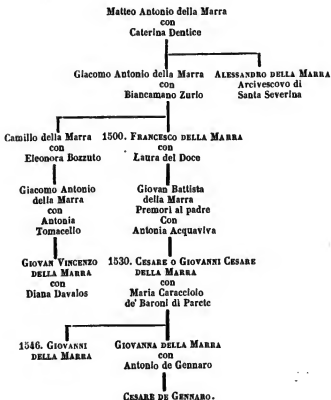 Matteo Antonio della Marra
con
Caterina Dentice
Giacomo Antonio della Marra
con
Biancamano Zurlo
ALESSANDRO DELLA MARRA
Arcivescovo di
Santa Severina
Camillo della Marra
con
Eleonora Bozzuto
1500. FRANCESCO DELLA MARRA
con
Laura del Doce
Giacomo Antonio
della Marra
con
Antonia
Tomacello
Giovan Battista
della Marra
Premorì al padre
Con
Antonia Acquaviva
GIOVAN VINCENZO
DELLA MARRA
con
Diana Davalos
1530. CESARE O GIOVANNI CESARE
DELLA MARRA
con
Maria Caracciolo
de' Baroni di Parete
1546. GIOVANNI
DELLA MARRA
GIOVANNA DELLA MARRA
con
Antonio de Gennaro
CESARE DE GENNARO.